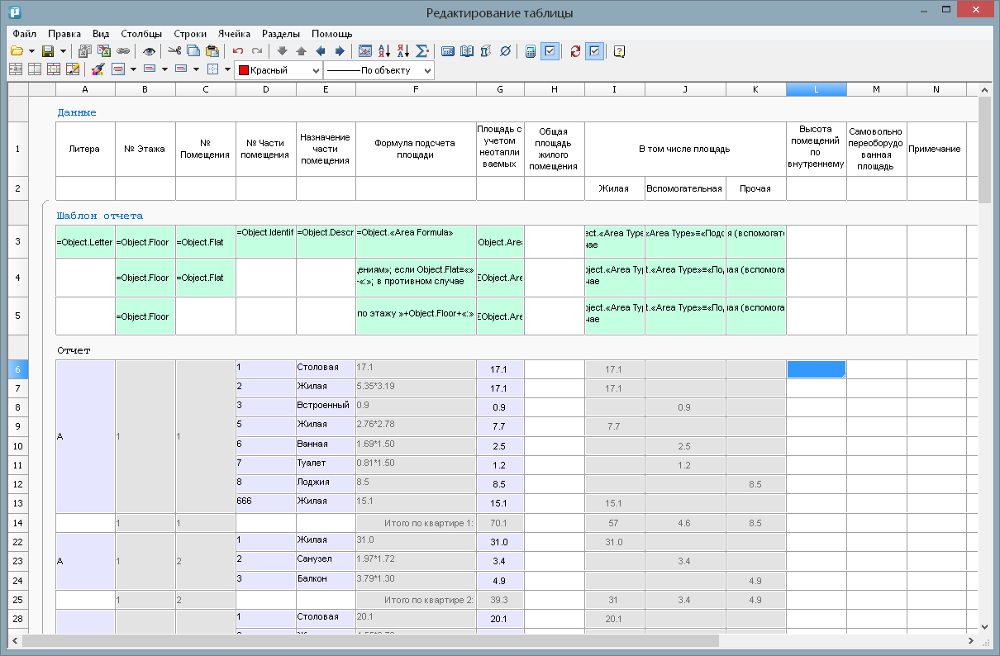 Редактирование таблицы
Файл Правка Вид Столбцы Строки Ячейка Разделы Помощь
Красный По объекту
A B C D E F G H I J K L M N
Данные
1 Литера № Этажа № Помещения № Части помещения Назначение части помещения Формула подсчета площади Площадь с учетом неотапли ваемых Общая площадь жилого помещения В том числе площадь Высота помещений по внутреннему Самовольно переоборудо ванная площадь Примечание
2 Жилая Вспомогательная Прочая
Шаблон отчета
3 =Object.Letter =Object.Floor =Object.Flat =Object.Identif =Object.Descr =Object.«Area Formula» Object.Area ect.«Area Type чае «Area Type»≡«Подс ая (вспомогат
4 =Object.Floor =Object.Flat ениям»; если Object.Flat≡«» -«:»; в противном случае ΣObject.Are bject.«Area Typ чае t.«Area Type»≡«Под ая (вспомога
5 =Object.Floor по этажу »+Object.Floor+«:» ΣObject.Are bject.«Area Typ чае t.«Area Type»≡«Под ая (вспомога
Отчет
6 A 1 1 1 Столовая 17.1 17.1 17.1
7 2 Жилая 5.35*3.19 17.1 17.1
8 3 Встроенный 0.9 0.9 0.9
9 5 Жилая 2.76*2.78 7.7 7.7
10 6 Ванная 1.69*1.50 2.5 2.5
11 7 Туалет 0.81*1.50 1.2 1.2
12 8 Лоджия 8.5 8.5 8.5
13 666 Жилая 15.1 15.1 15.1
14 1 1 Итого по квартире 1: 70.1 57 4.6 8.5
22 A 1 2 1 Жилая 31.0 31.0 31.0
23 2 Санузел 1.97*1.72 3.4 3.4
24 3 Балкон 3.79*1.30 4.9 4.9
25 1 2 Итого по квартире 2: 39.3 31 3.4 4.9
28 1 Столовая 20.1 20.1 20.1